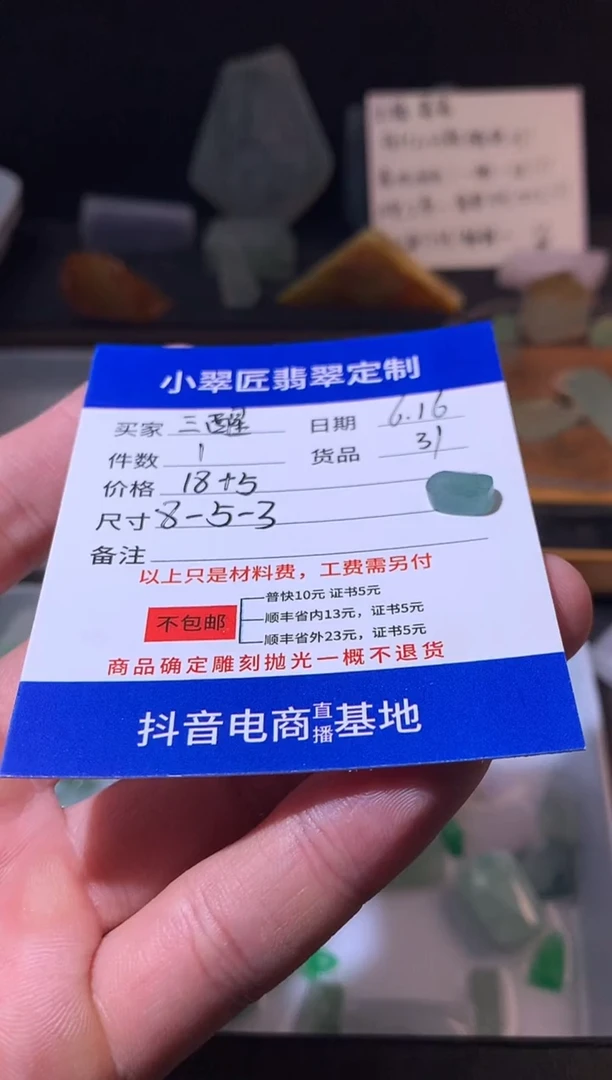 小翠匠翡翠定制
买家 三醒 日期 6.16
件数 1 货品 31
价格 18+5
尺寸 8-5-3
备注
以上只是材料费，工费需另付
不包邮
普快10元 证书5元
顺丰省内13元，证书5元
顺丰省外23元，证书5元
商品确定雕刻抛光一概不退货
抖音电商直播基地